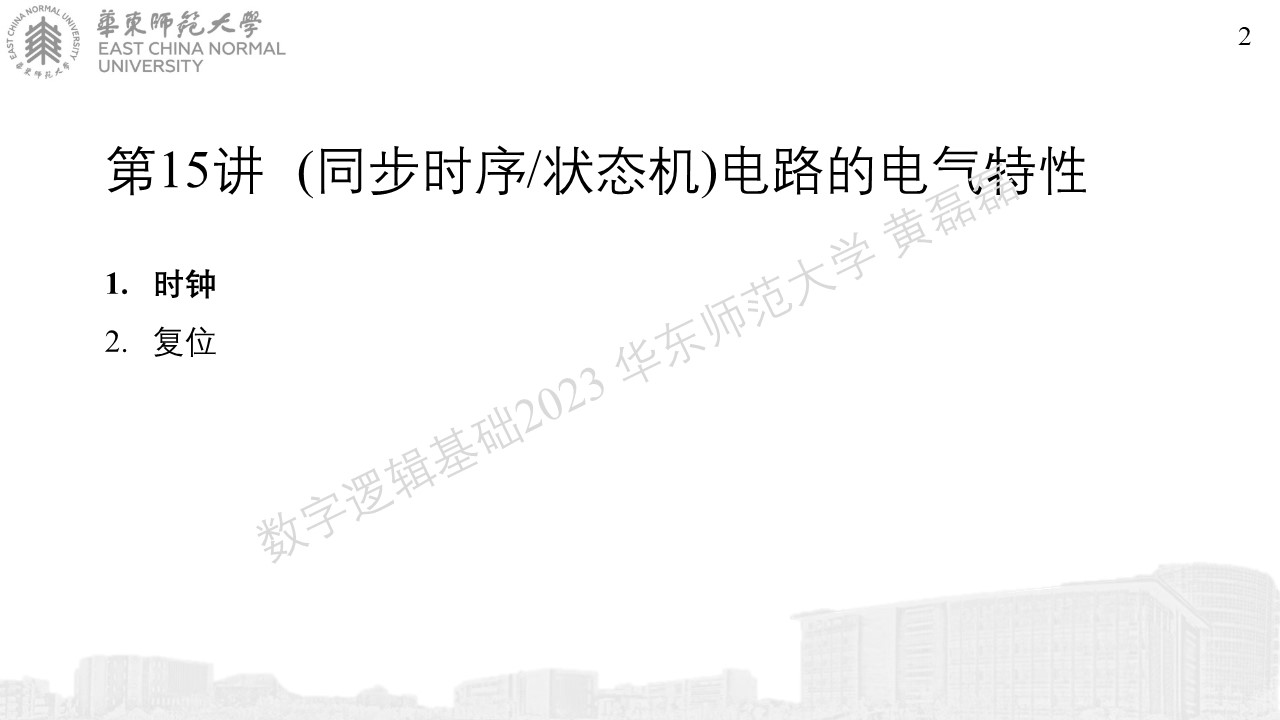 EAST CHINA NORMAL UNIVERSITY
華東師范大學
華東師范大學
EAST CHINA NORMAL
UNIVERSITY
2
第15讲 (同步时序/状态机)电路的电气特性
1. 时钟
2. 复位
数字逻辑基础2023 华东师范大学 黄磊磊